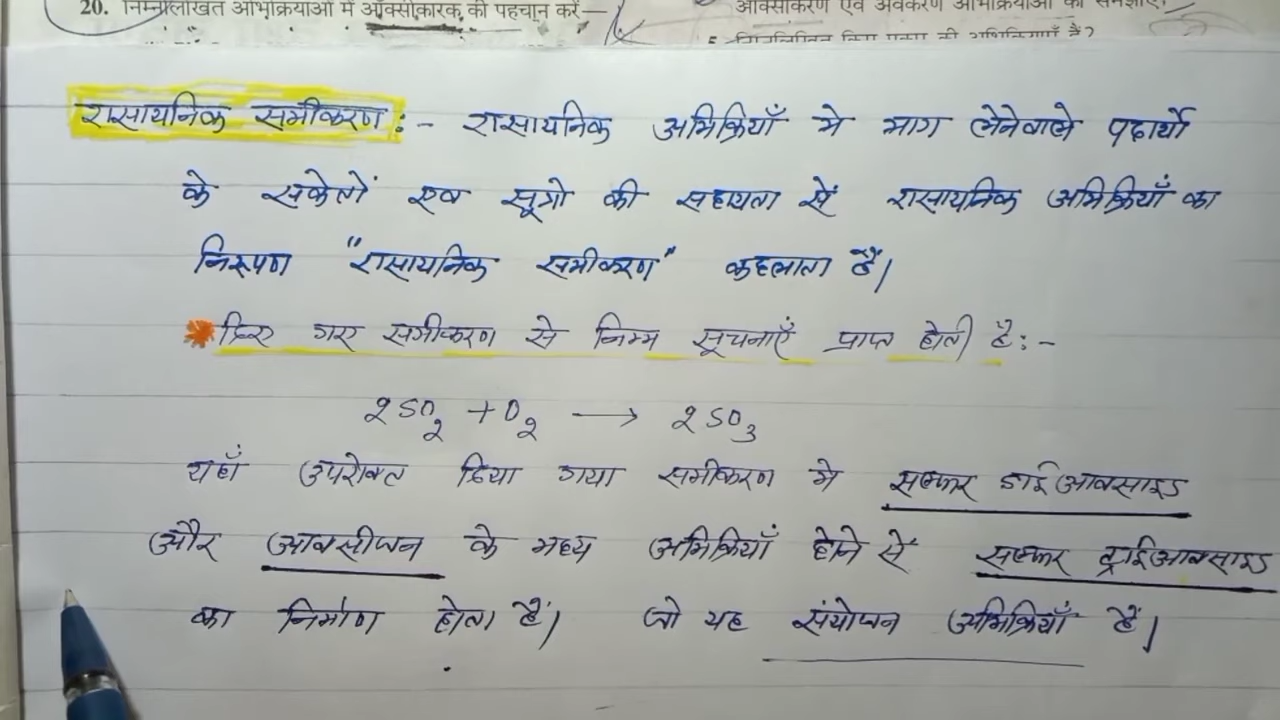 20. निम्नलिखित अभिक्रियाओं में ऑक्सीकारक की पहचान करें—
ऑक्सीकरण एवं अवकरण अभिक्रियाओं को समझाएँ।
रासायनिक समीकरण :- रासायनिक अभिक्रियाँ मे भाग लेनेवाले पदार्थो
के संकेतों एव सूत्रो की सहायता सें रासायनिक अभिक्रियाँ का
निरूपण "रासायनिक समीकरण" कहलाता हैं।
दिए गए समीकरण से निम्न सूचनाएँ प्राप्त होती है:-
2SO₂ + O₂ → 2SO₃
यहाँ उपरोक्त दिया गया समीकरण मे सल्फर डाईआक्साइड
और आक्सीजन के मध्य अभिक्रियाँ होने सें सल्फर ट्राईआक्साइड
का निर्माण होता हैं। जो यह संयोजन अभिक्रियाँ हैं।